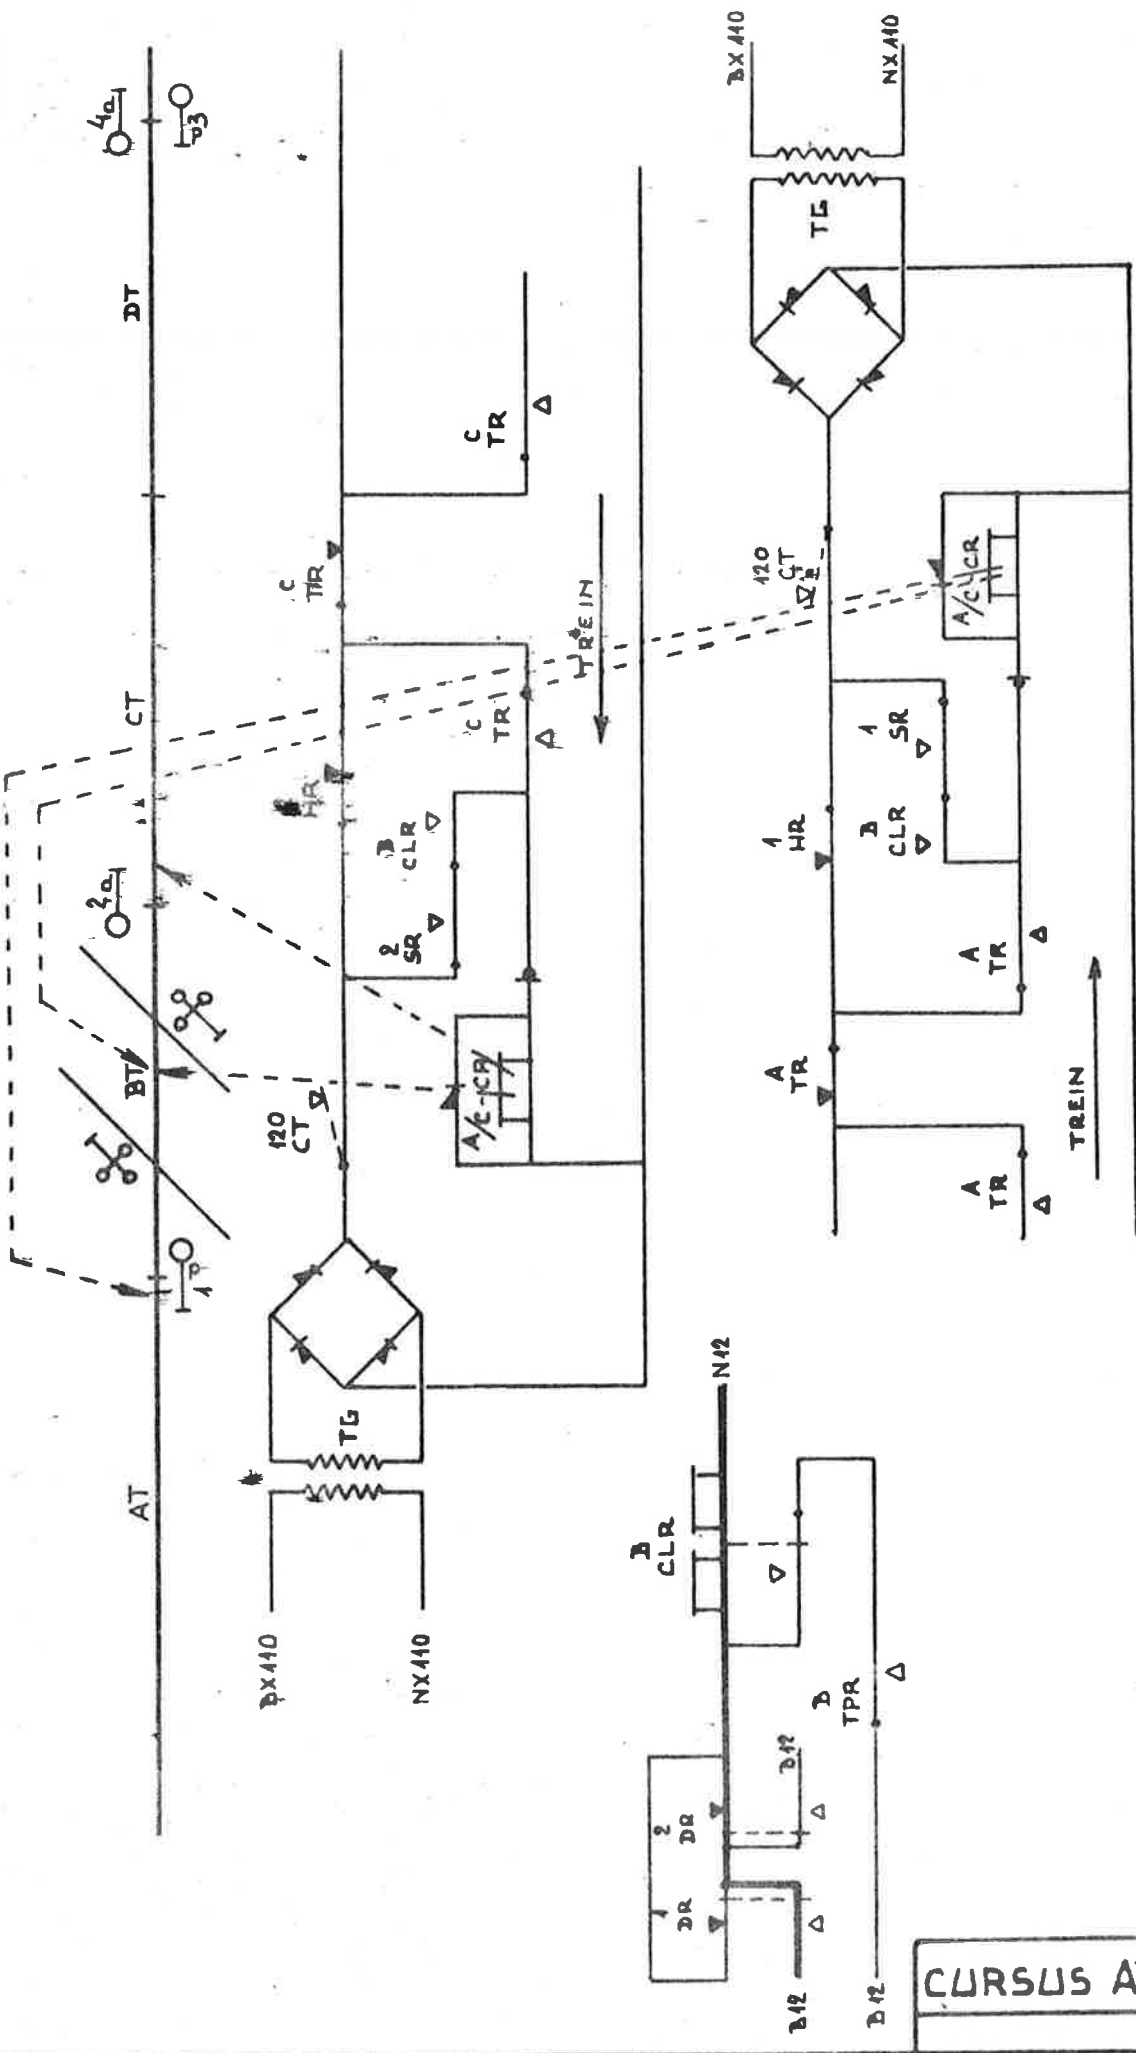 AT
BT
CT
DT
1P
2a
P3
4a
BX110
NX110
TG
120
CT
A/C-1CR
2
SR
B
CLR
HR
C
TR
C
TR
C
TR
TREIN
BX110
NX110
TG
120
CT
A/C4CR
1
SR
B
CLR
1
HR
A
TR
A
TR
A
TR
TREIN
B
CLR
N12
1
DR
2
DR
B12
B12
B
TPR
B12
CURSUS A